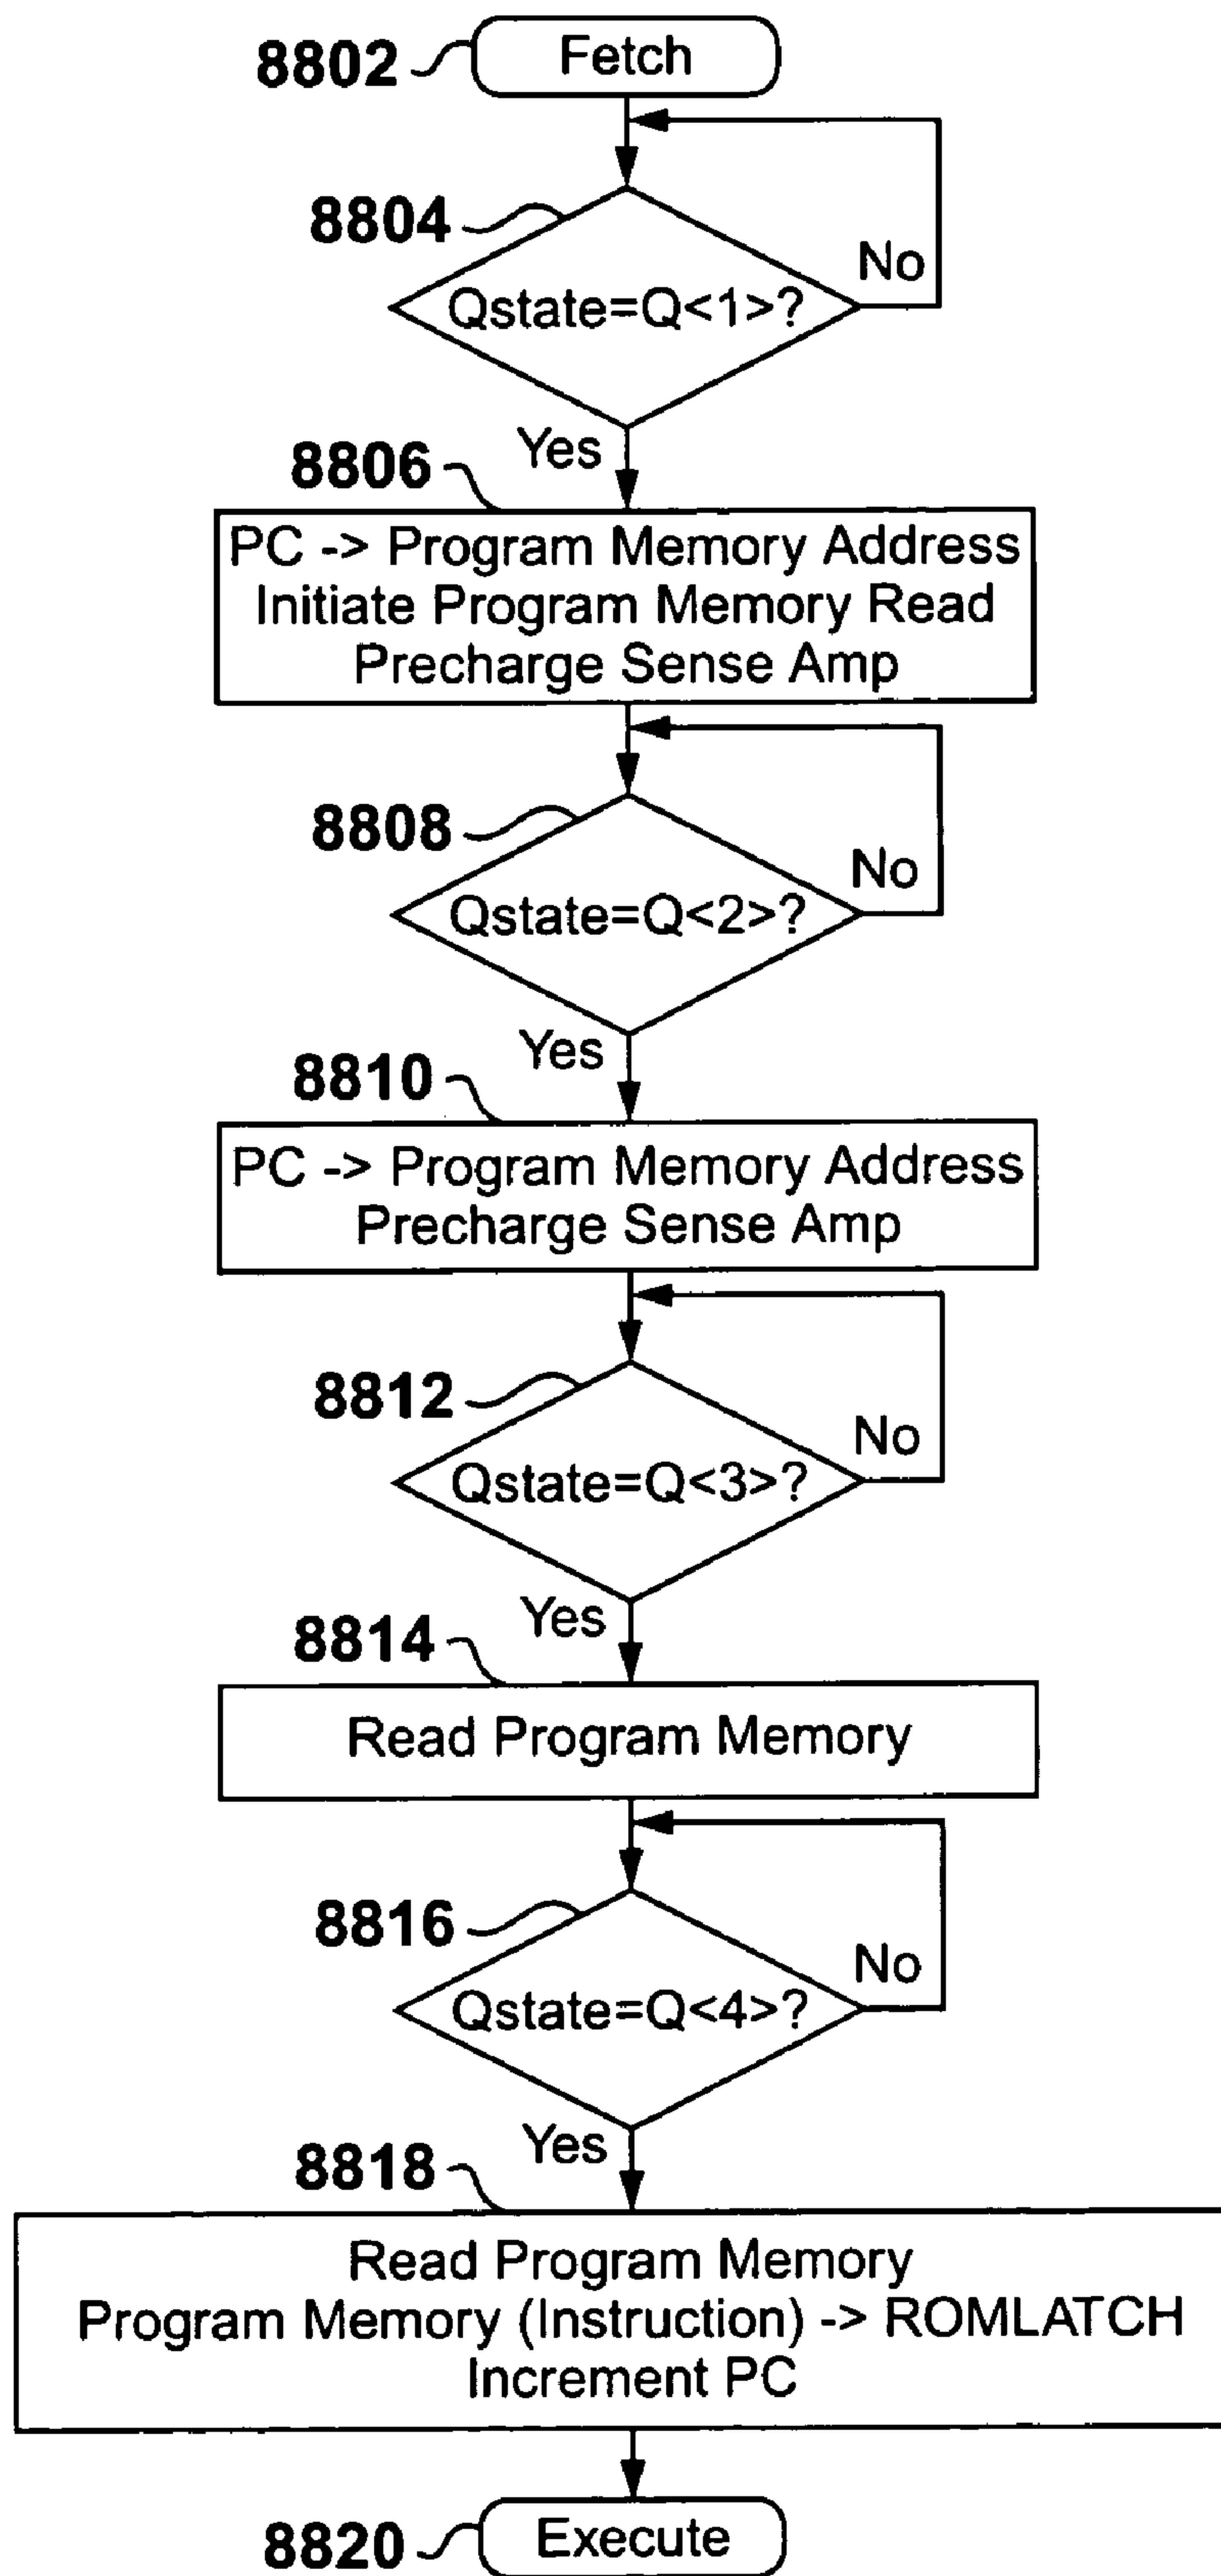 8802
Fetch
8804
No
Qstate=Q<1>?
Yes
8806
PC -> Program Memory Address
Initiate Program Memory Read
Precharge Sense Amp
8808
No
Qstate=Q<2>?
Yes
8810
PC -> Program Memory Address
Precharge Sense Amp
8812
No
Qstate=Q<3>?
Yes
8814
Read Program Memory
8816
No
Qstate=Q<4>?
Yes
8818
Read Program Memory
Program Memory (Instruction) -> ROMLATCH
Increment PC
8820
Execute